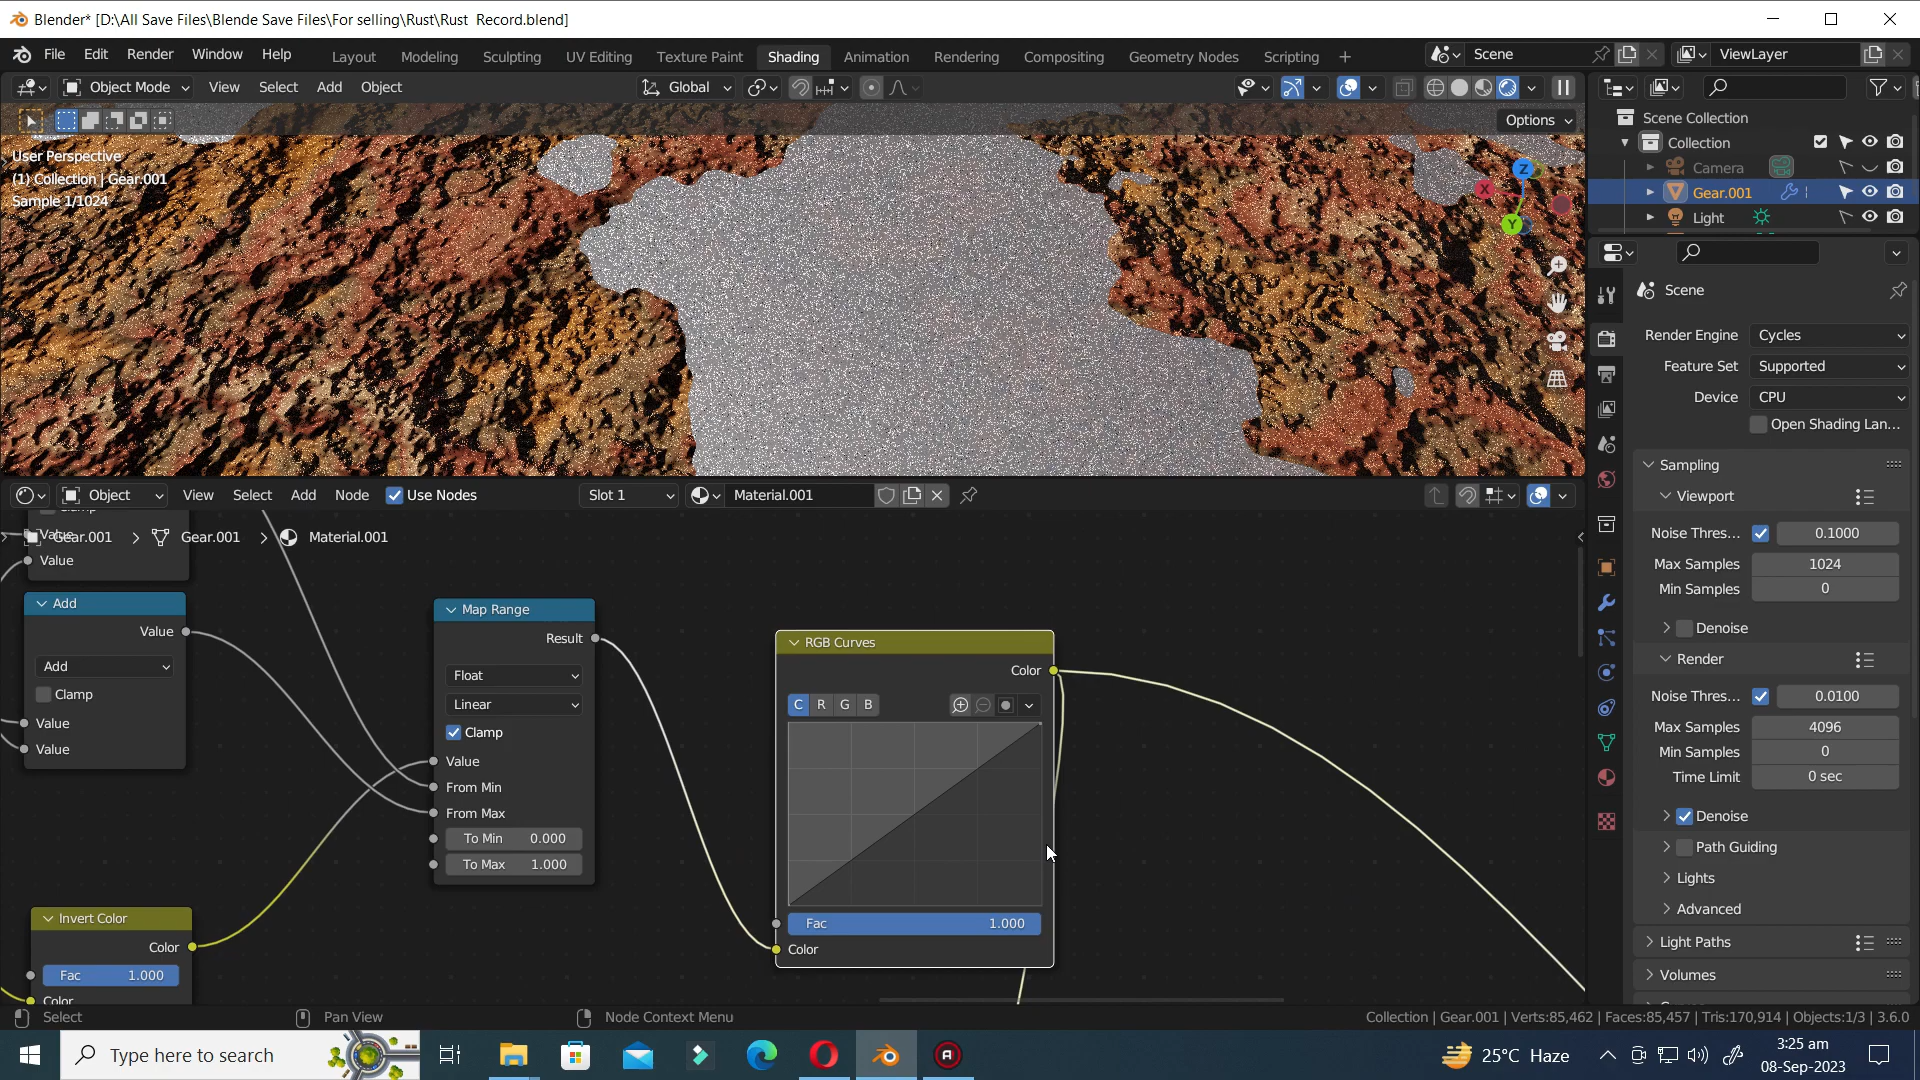 Blender* [D:\All Save Files\Blende Save Files\For selling\Rust\Rust  Record.blend]
File Edit Render Window Help Layout Modeling Sculpting UV Editing Texture Paint Shading Animation Rendering Compositing Geometry Nodes Scripting + Scene ViewLayer
Object Mode View Select Add Object Global
Options
User Perspective
(1) Collection | Gear.001
Sample 1/1024
X Z Y
Scene Collection
Collection
Camera
Gear.001
Light
Scene
Render Engine Cycles
Feature Set Supported
Device CPU
Open Shading Lan...
Sampling
Viewport
Noise Thres... 0.1000
Max Samples 1024
Min Samples 0
Denoise
Render
Noise Thres... 0.0100
Max Samples 4096
Min Samples 0
Time Limit 0 sec
Denoise
Path Guiding
Lights
Advanced
Light Paths
Volumes
Object View Select Add Node Use Nodes Slot 1 Material.001
Gear.001 > Gear.001 > Material.001
Value
Value
Add
Value
Add
Clamp
Value
Value
Invert Color
Color
Fac 1.000
Color
Map Range
Result
Float
Linear
Clamp
Value
From Min
From Max
To Min 0.000
To Max 1.000
RGB Curves
Color
C R G B
Fac 1.000
Color
Select Pan View Node Context Menu Collection | Gear.001 | Verts:85,462 | Faces:85,457 | Tris:170,914 | Objects:1/3 | 3.6.0
Type here to search 25°C Haze 3:25 am
08-Sep-2023